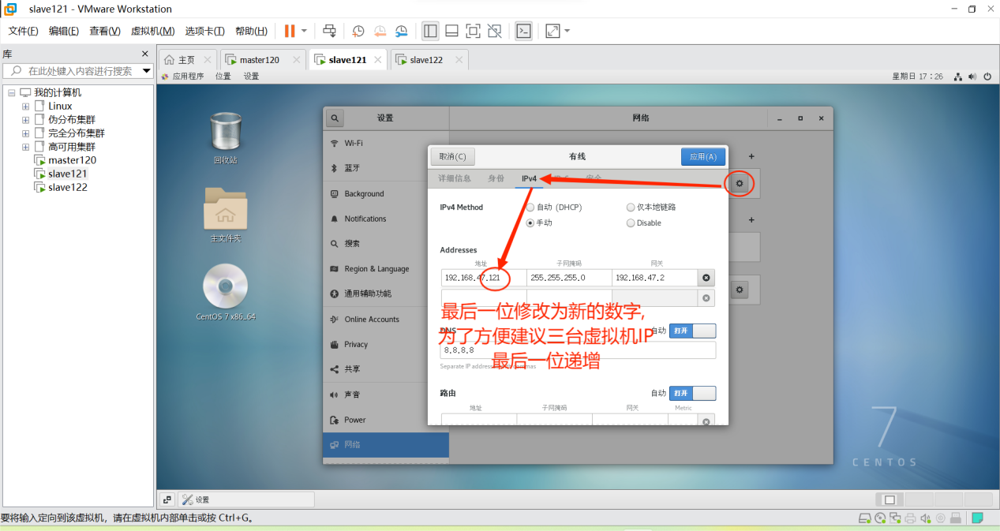 slave121 - VMware Workstation
文件(F) 编辑(E) 查看(V) 虚拟机(M) 选项卡(T) 帮助(H)
库
在此处键入内容进行搜索
我的计算机
Linux
伪分布集群
完全分布集群
高可用集群
master120
slave121
slave122
主页 master120 slave121 slave122
应用程序 位置 设置 星期日 17：26
回收站
主文件夹
CentOS 7 x86_64
设置 网络
Wi-Fi
蓝牙
Background
Notifications
搜索
Region & Language
通用辅助功能
Online Accounts
Privacy
共享
声音
Power
网络
取消(C) 有线 应用(A)
详细信息 身份 IPv4 安全
IPv4 Method 自动 (DHCP) 仅本地链路
手动 Disable
Addresses
地址 子网掩码 网关
192.168.47.121 255.255.255.0 192.168.47.2
最后一位修改为新的数字,
DNS 自动 打开
为了方便建议三台虚拟机IP
8.8.8.8
最后一位递增
Separate IP addresses commas
路由 自动 打开
地址 子网掩码 网关 Metric
7
CENTOS
设置
要将输入定向到该虚拟机，请在虚拟机内部单击或按 Ctrl+G。